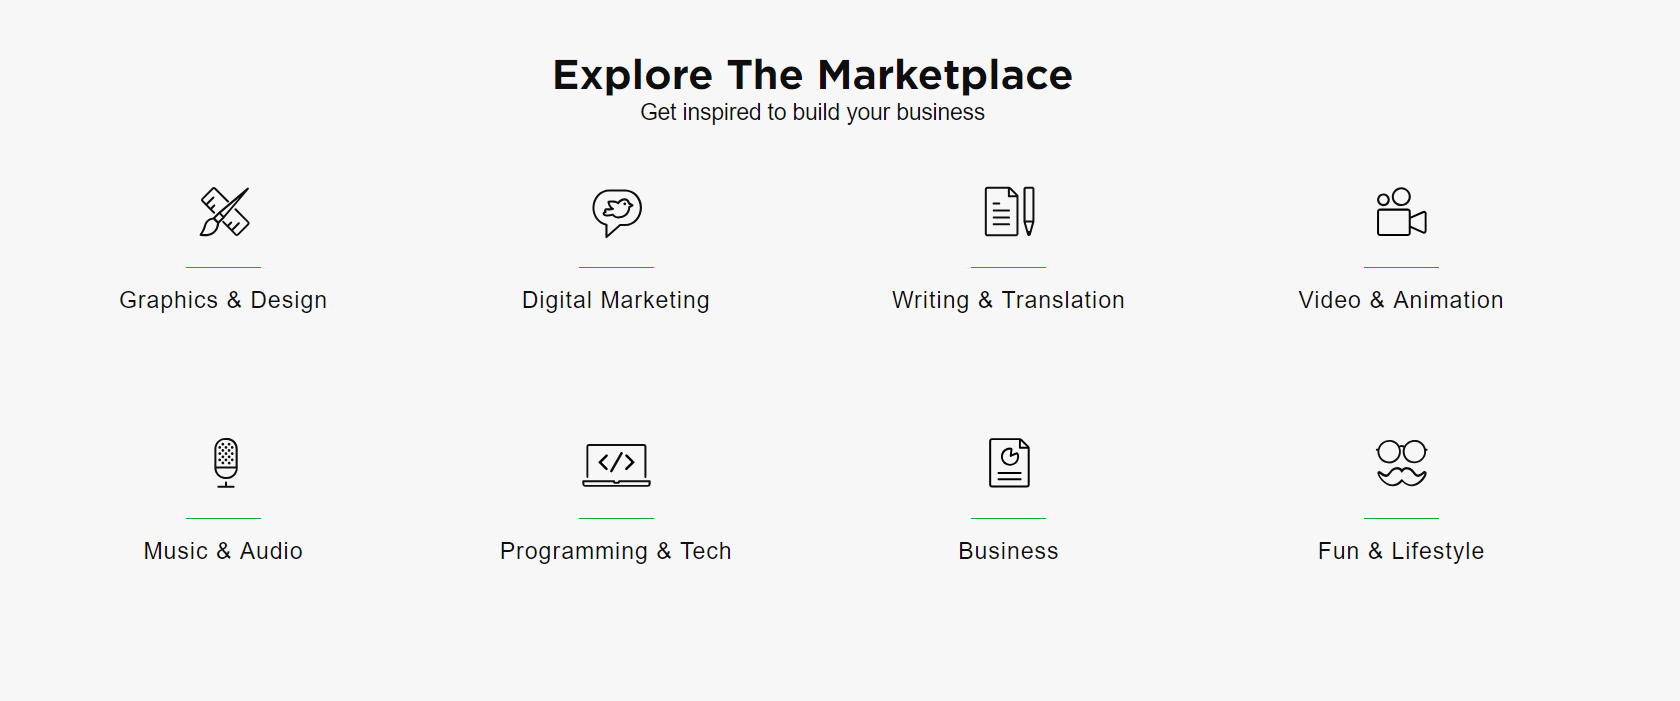 Explore The Marketplace
Get inspired to build your business
Graphics & Design
Digital Marketing
Writing & Translation
Video & Animation
</>
Music & Audio
Programming & Tech
Business
Fun & Lifestyle